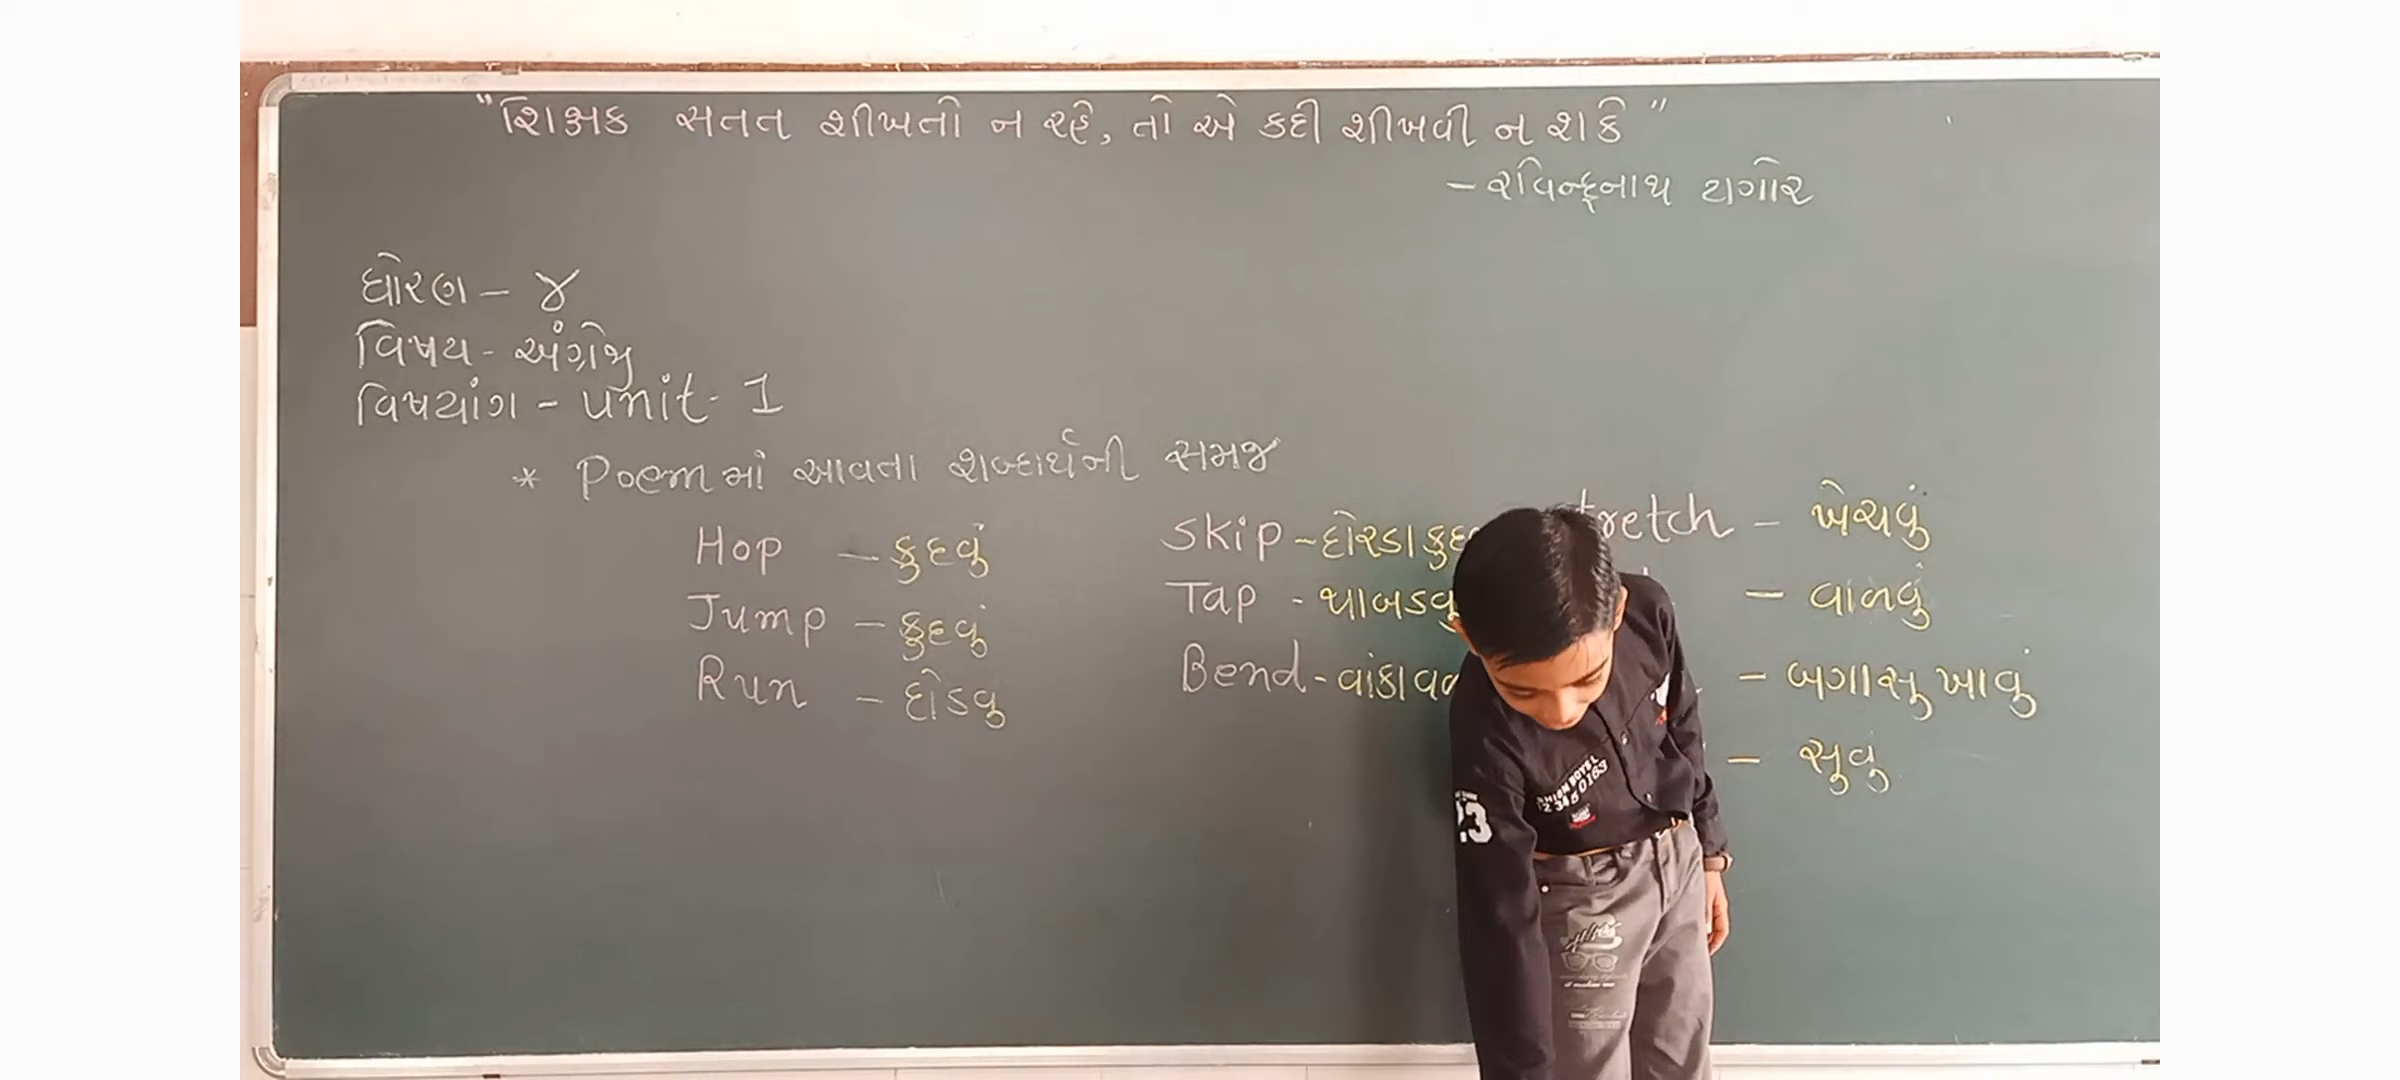 "શિક્ષક સતત શીખતો ન રહે, તો એ કદી શીખવી ન શકે"
– રવિન્દ્રનાથ ટાગોર
ધોરણ – ૪
વિષય - અંગ્રેજી
વિષયાંગ - unit - 1
* Poem માં આવતા શબ્દાર્થની સમજ
Hop – કુદવું
Jump – કુદવું
Run – દોડવુ
Skip – દોરડા
Tap - થાબડવુ
Bend - વાંકા
– ખેચવું
– વાળવું
– બગાસુ ખાવું
– સુવું
23